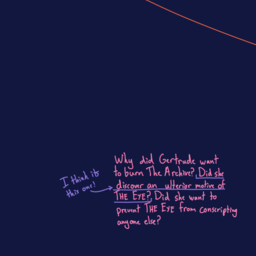 Why did Gertrude want
to burn The Archive? Did she
discover an ulterior motive of
THE EYE? Did she want to
prevent THE EYE from conscripting
anyone else?
I think it's
this one!